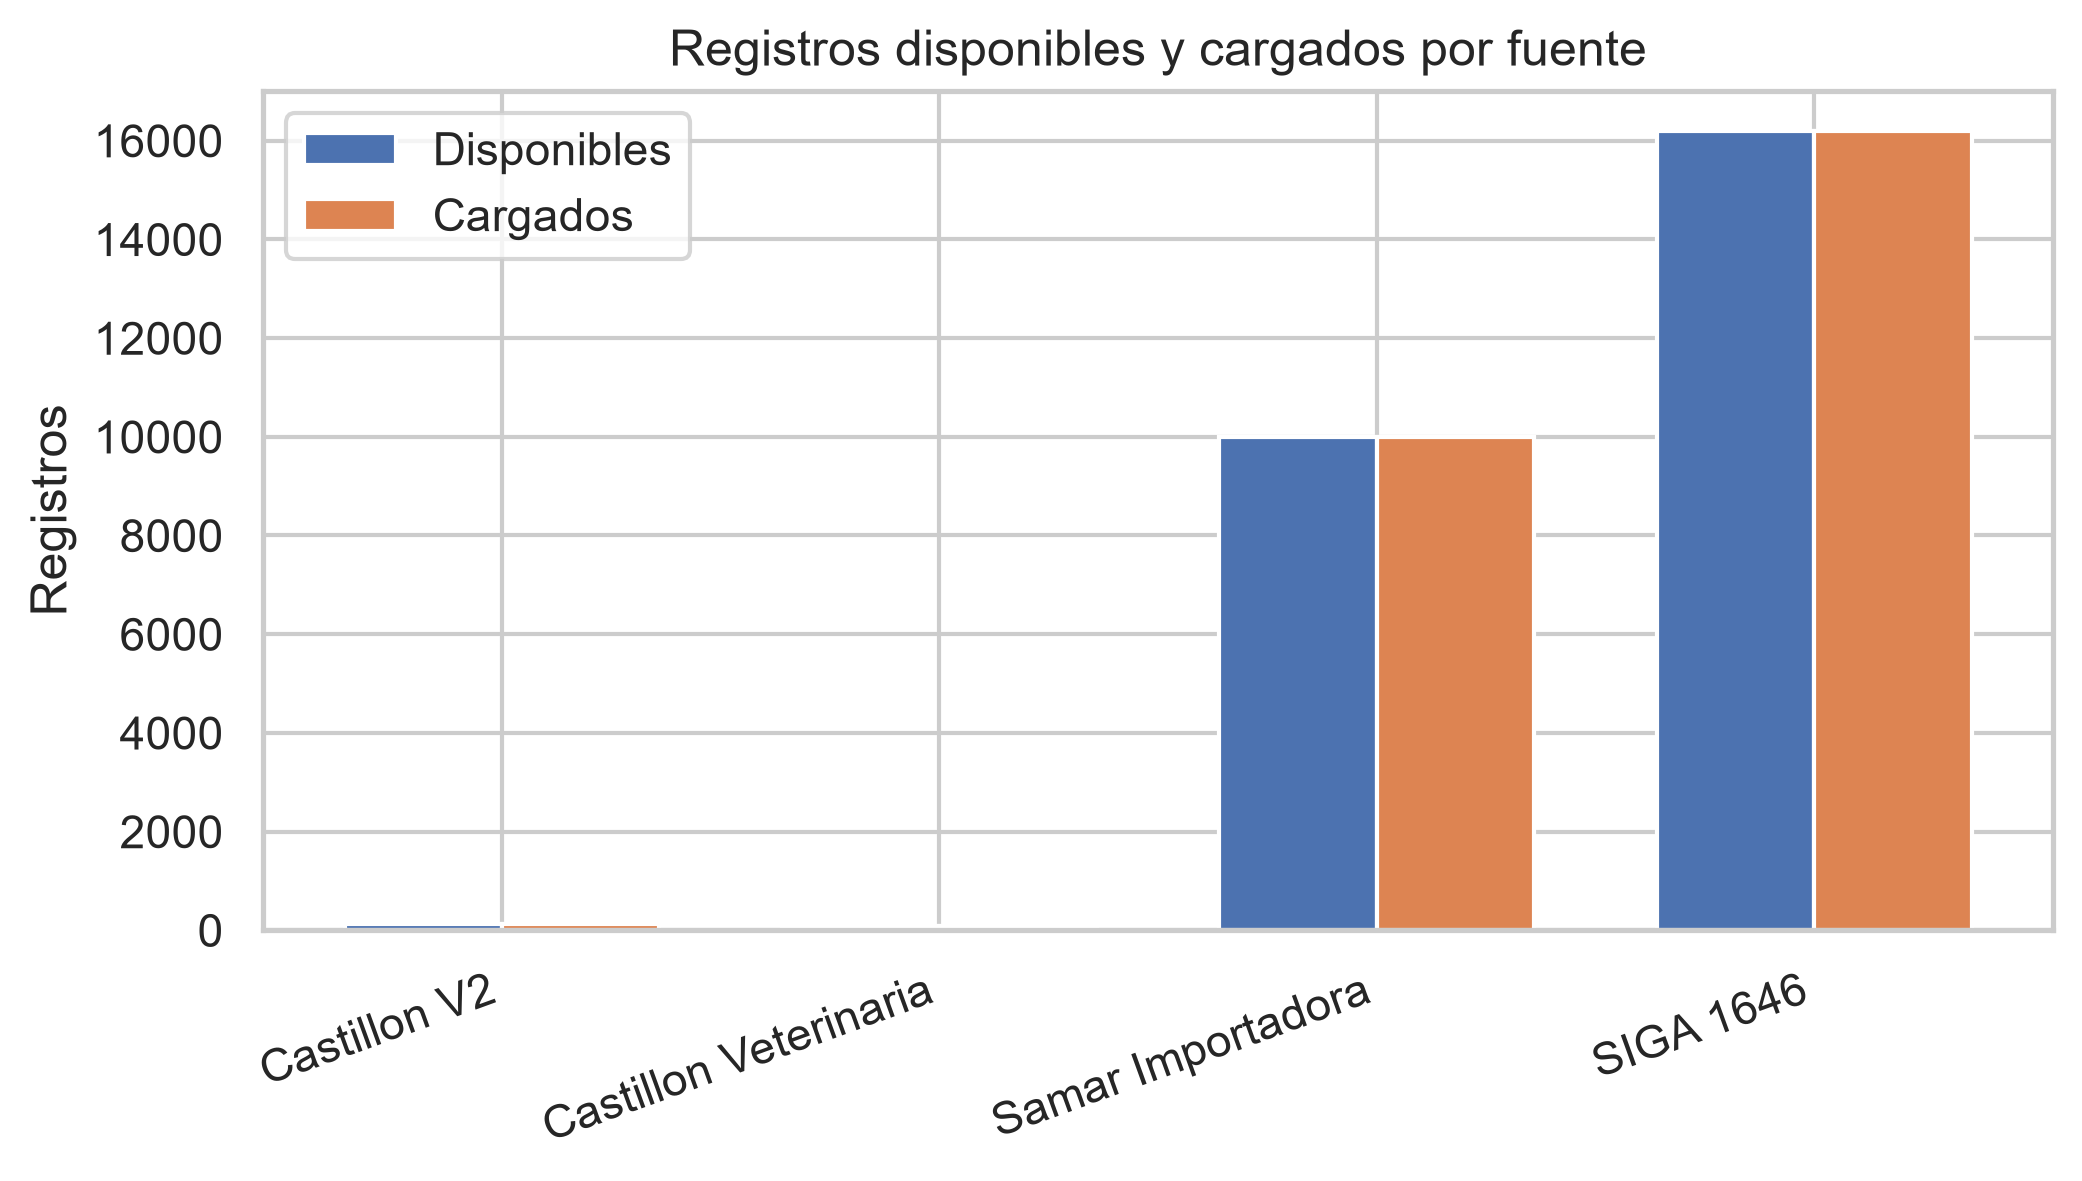 Registros disponibles y cargados por fuente
Disponibles
Cargados
Registros
16000
14000
12000
10000
8000
6000
4000
2000
0
Castillon V2
Castillon Veterinaria
Samar Importadora
SIGA 1646